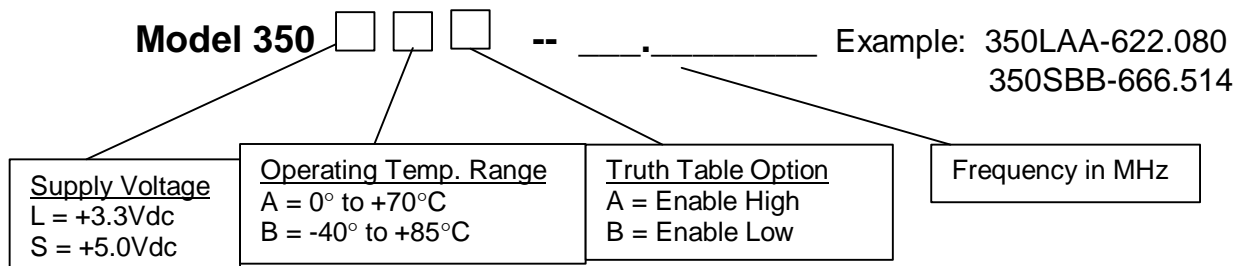 Model 350 □ □ □ -- ___.________ Example: 350LAA-622.080
350SBB-666.514
Supply Voltage
L = +3.3Vdc
S = +5.0Vdc
Operating Temp. Range
A = 0° to +70°C
B = -40° to +85°C
Truth Table Option
A = Enable High
B = Enable Low
Frequency in MHz